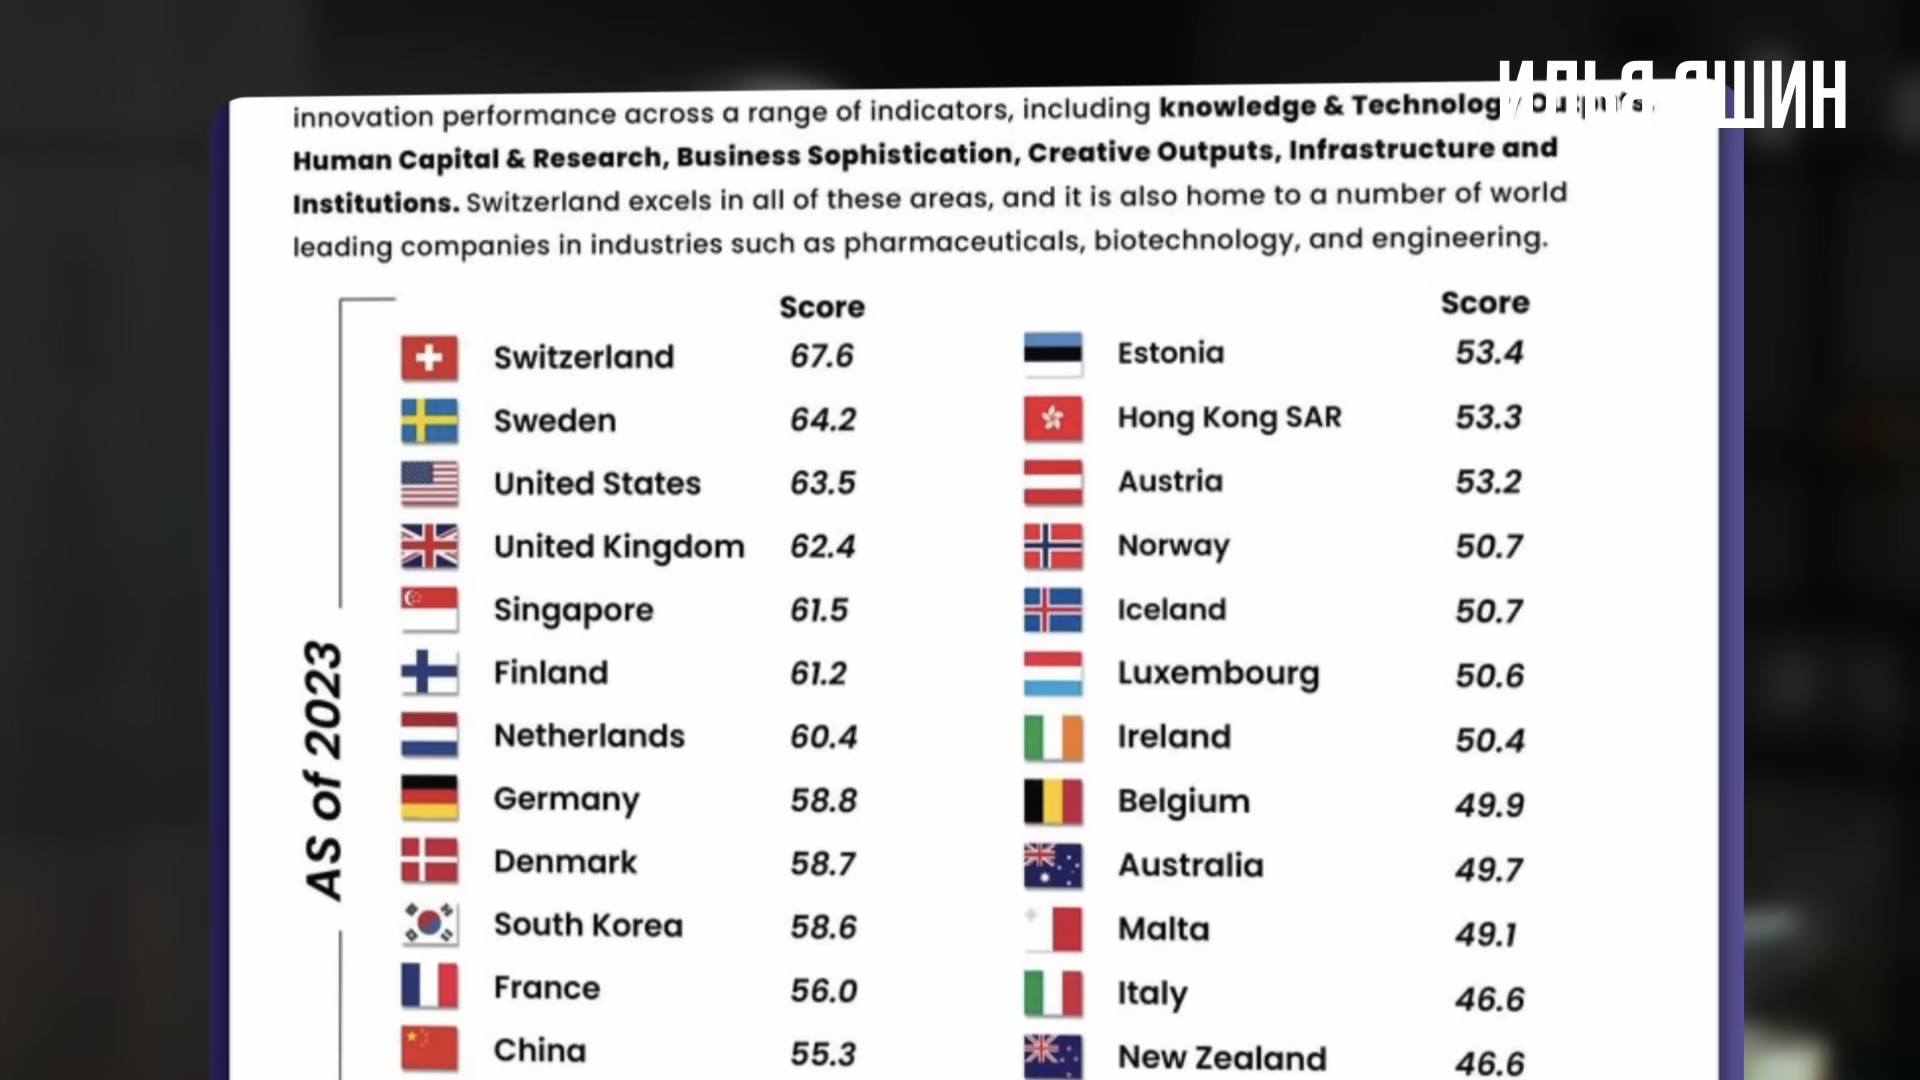 ИЛЬЯ ЯШИН
innovation performance across a range of indicators, including knowledge & Technology Outputs,
Human Capital & Research, Business Sophistication, Creative Outputs, Infrastructure and
Institutions. Switzerland excels in all of these areas, and it is also home to a number of world
leading companies in industries such as pharmaceuticals, biotechnology, and engineering.
As of 2023
Score
Switzerland 67.6
Sweden 64.2
United States 63.5
United Kingdom 62.4
Singapore 61.5
Finland 61.2
Netherlands 60.4
Germany 58.8
Denmark 58.7
South Korea 58.6
France 56.0
China 55.3
Score
Estonia 53.4
Hong Kong SAR 53.3
Austria 53.2
Norway 50.7
Iceland 50.7
Luxembourg 50.6
Ireland 50.4
Belgium 49.9
Australia 49.7
Malta 49.1
Italy 46.6
New Zealand 46.6